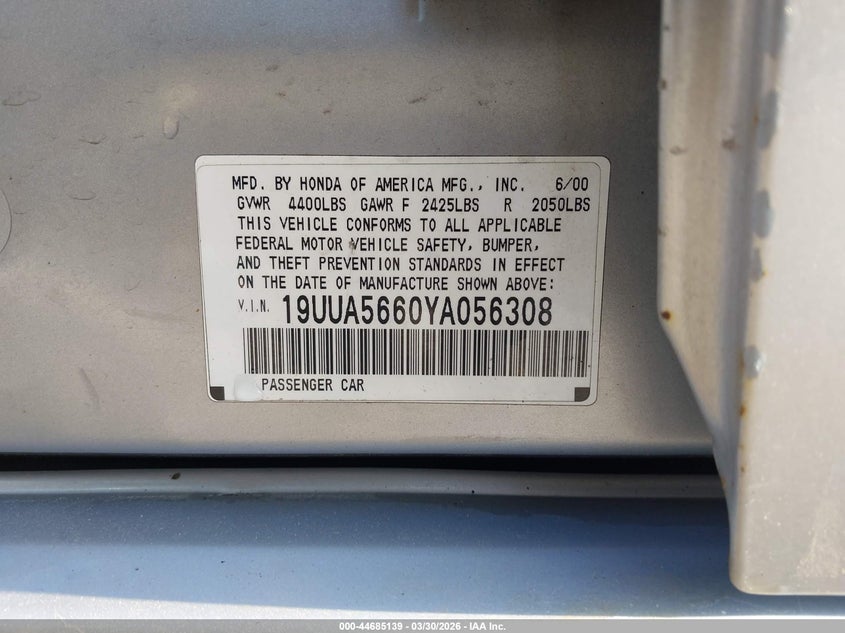 MFD. BY HONDA OF AMERICA MFG., INC. 6/00
GVWR 4400LBS GAWR F 2425LBS R 2050LBS
THIS VEHICLE CONFORMS TO ALL APPLICABLE
FEDERAL MOTOR VEHICLE SAFETY, BUMPER,
AND THEFT PREVENTION STANDARDS IN EFFECT
ON THE DATE OF MANUFACTURE SHOWN ABOVE:
V.I.N. 19UUA5660YA056308
PASSENGER CAR
000-44685139 - 03/30/2026 - IAA Inc.